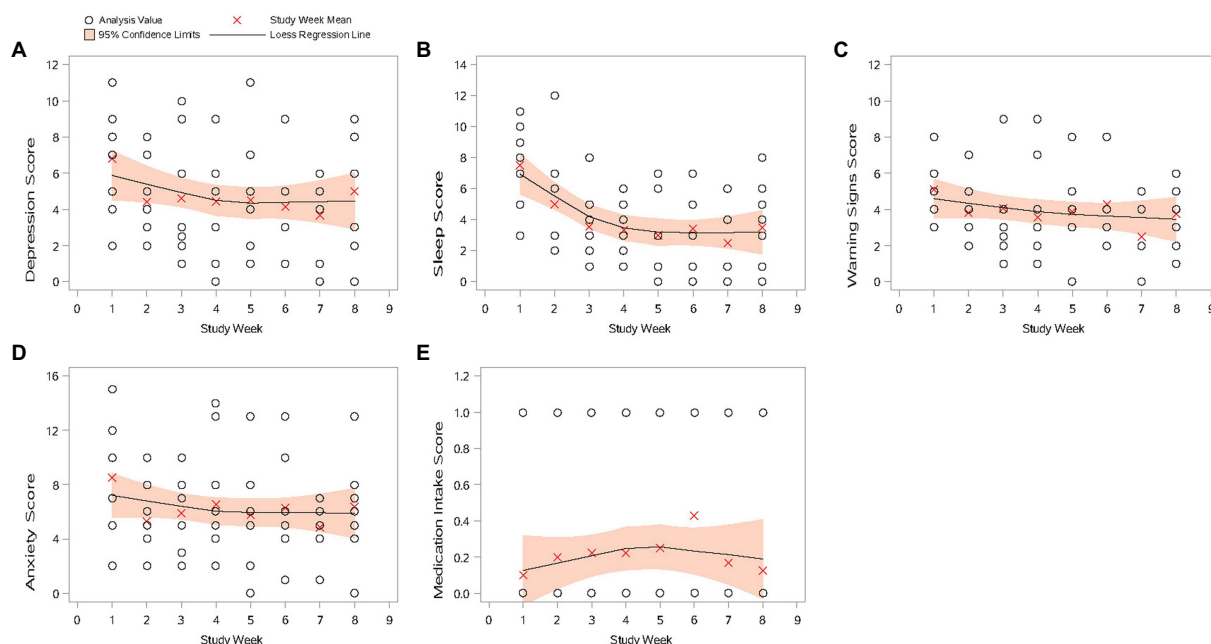 Analysis Value Study Week Mean
95% Confidence Limits Loess Regression Line
A
Depression Score
12
10
8
6
4
2
0
0 1 2 3 4 5 6 7 8 9
Study Week
B
Sleep Score
14
12
10
8
6
4
2
0
0 1 2 3 4 5 6 7 8 9
Study Week
C
Warning Signs Score
12
10
8
6
4
2
0
0 1 2 3 4 5 6 7 8 9
Study Week
D
Anxiety Score
16
12
8
4
0
0 1 2 3 4 5 6 7 8 9
Study Week
E
Medication Intake Score
1.2
1.0
0.8
0.6
0.4
0.2
0.0
0 1 2 3 4 5 6 7 8 9
Study Week